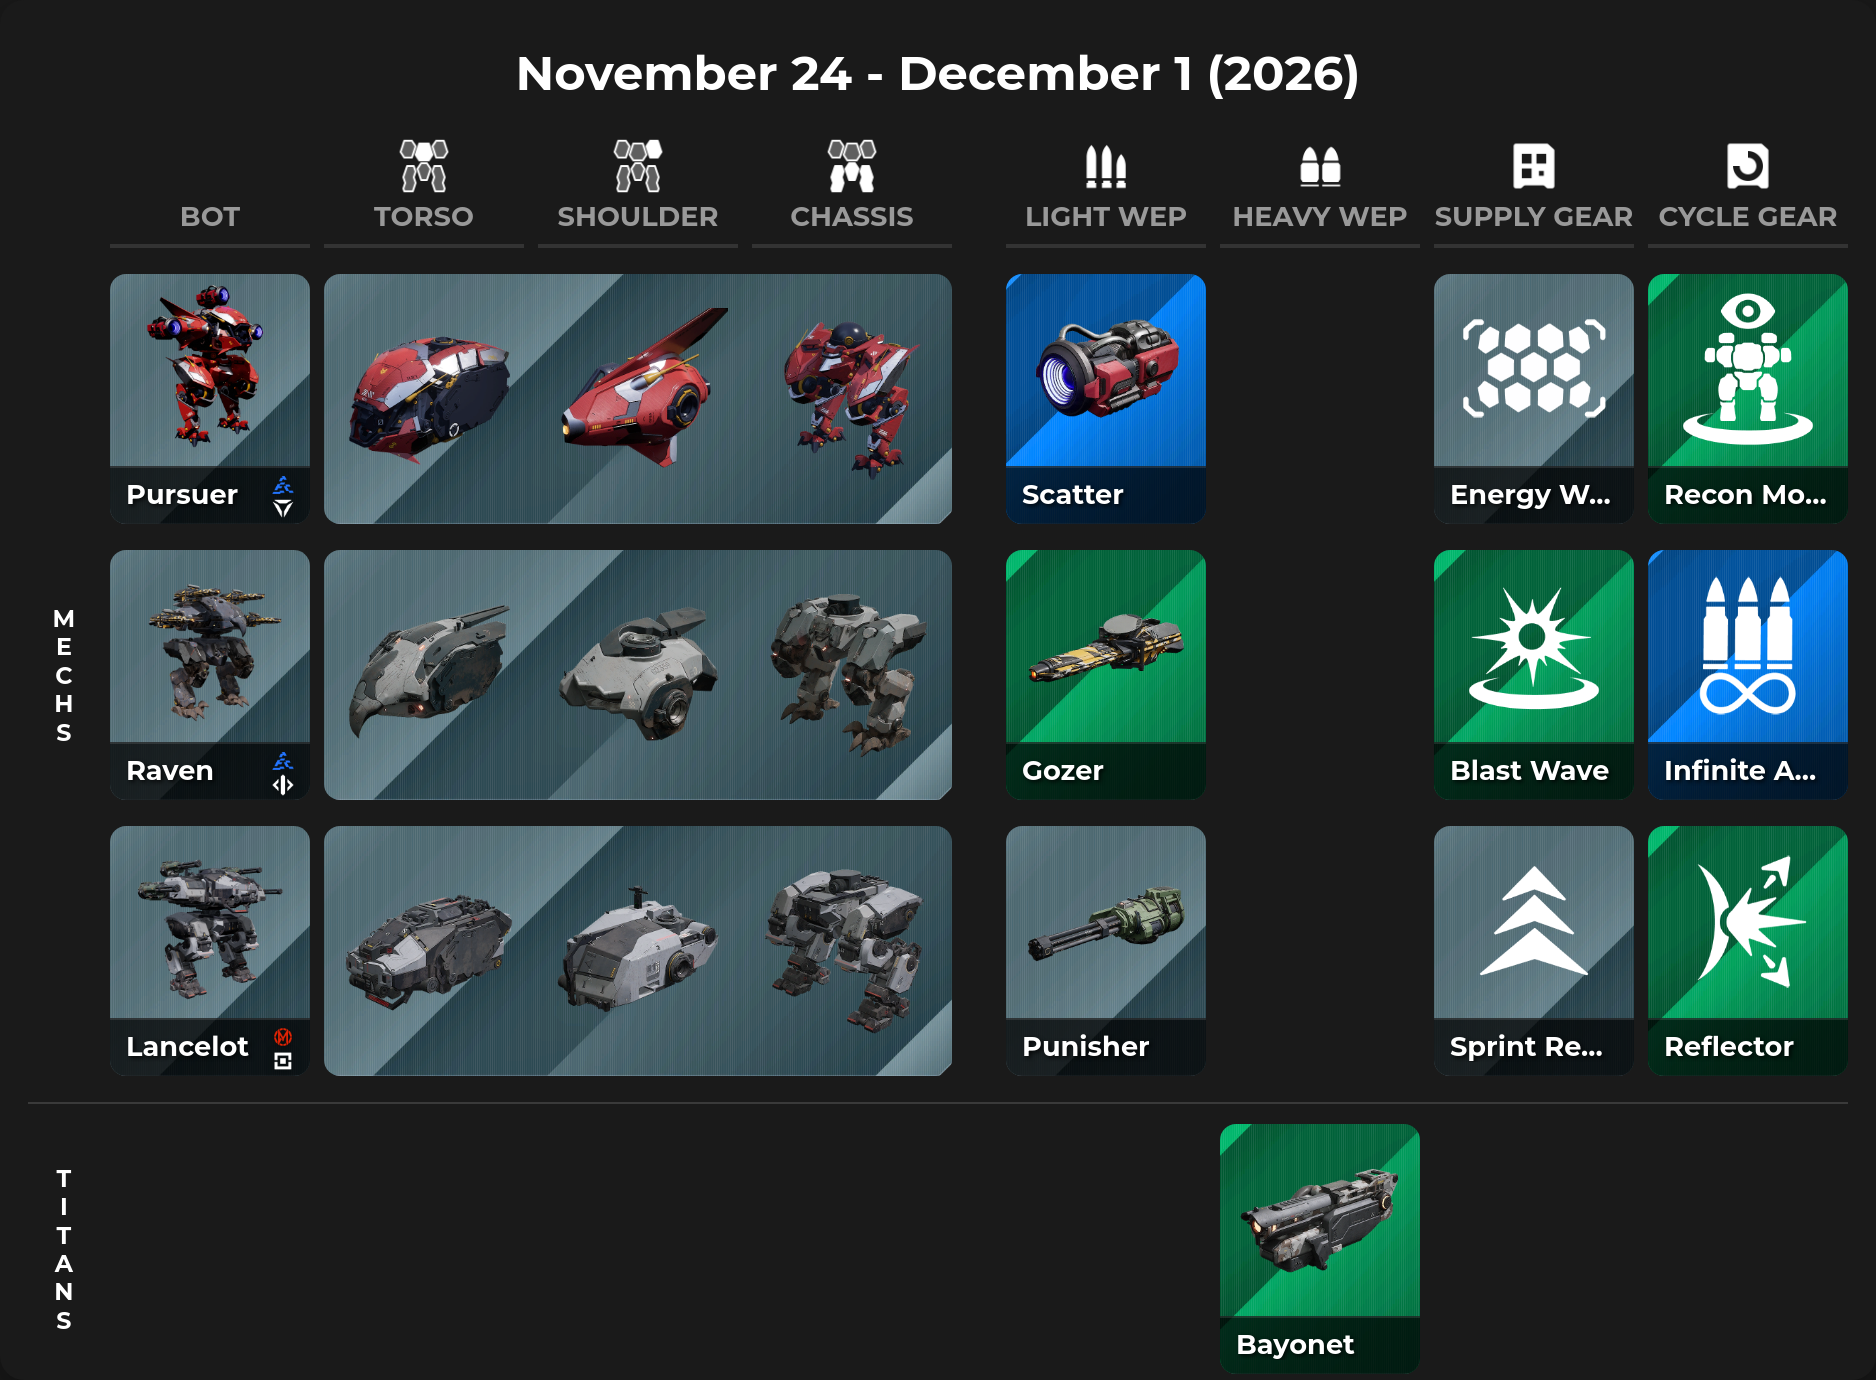 November 24 - December 1 (2026)
BOT
TORSO
SHOULDER
CHASSIS
LIGHT WEP
HEAVY WEP
SUPPLY GEAR
CYCLE GEAR
MECHS
Pursuer
Scatter
Energy W...
Recon Mo...
Raven
Gozer
Blast Wave
Infinite A...
Lancelot
Punisher
Sprint Re...
Reflector
TITANS
Bayonet